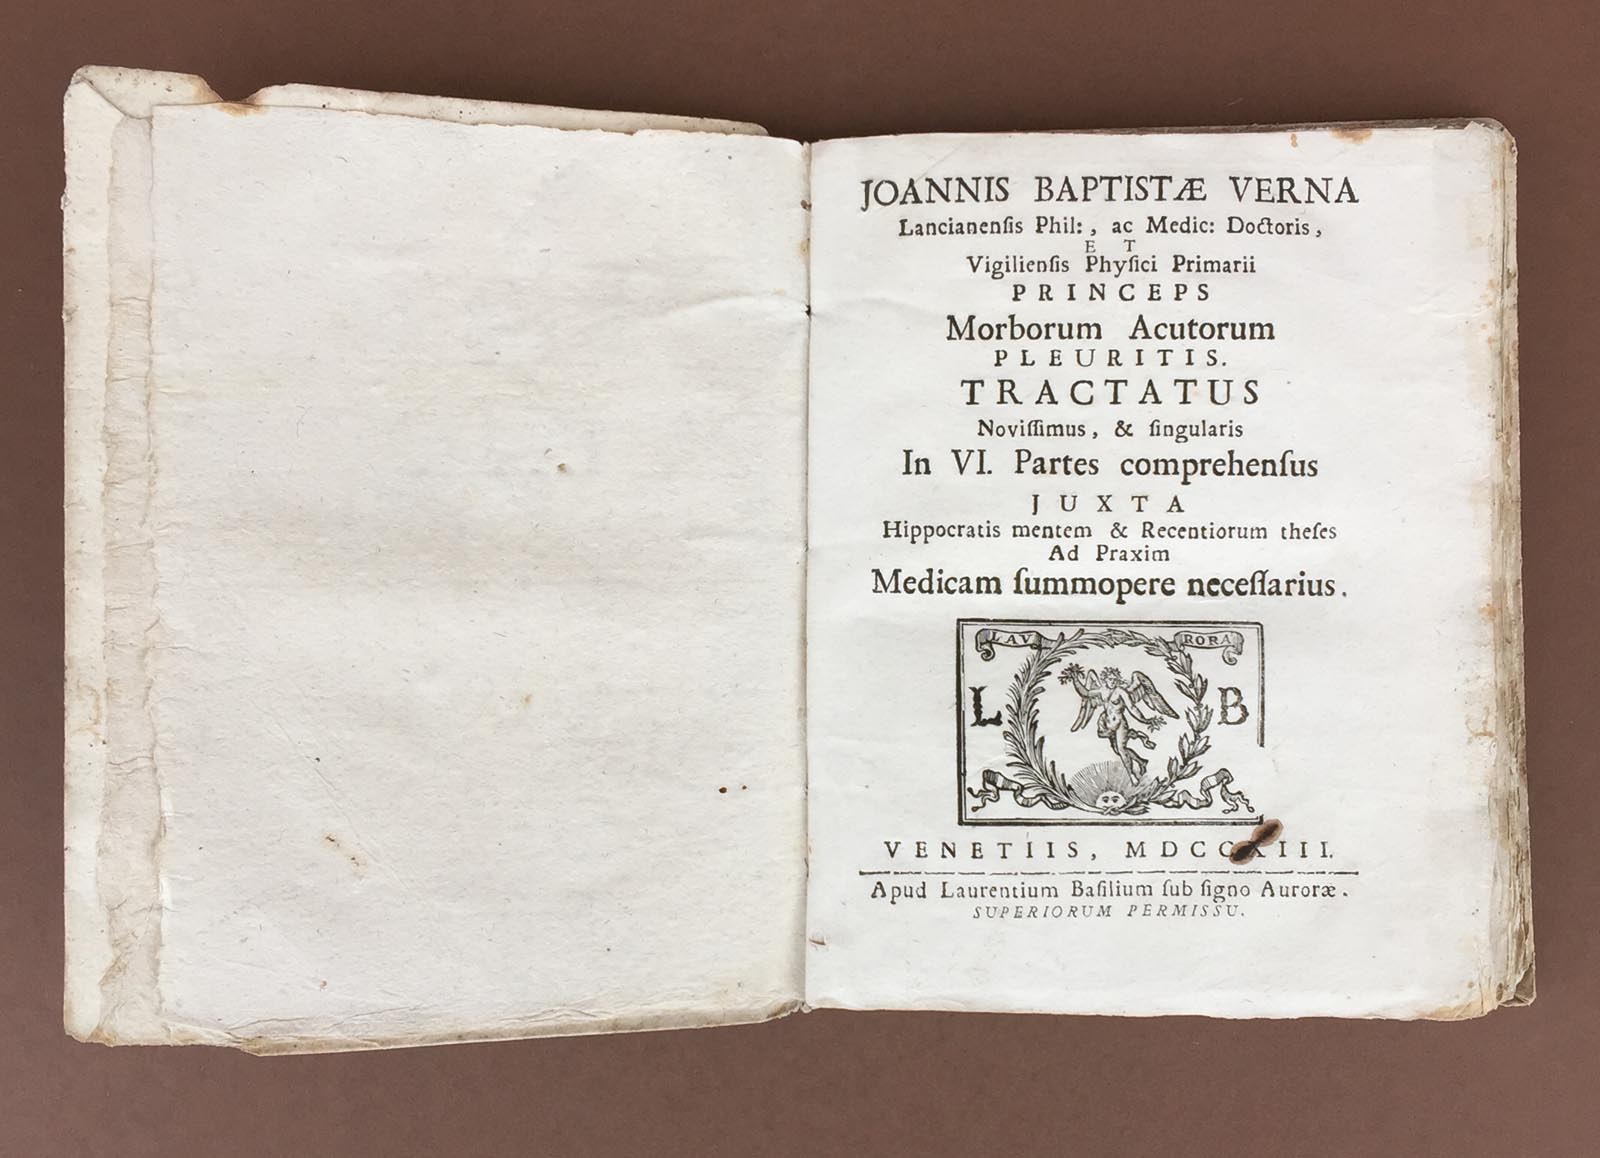 JOANNIS BAPTISTÆ VERNA
Lancianenſis Phil:, ac Medic: Doctoris,
ET
Vigilienſis Phyſici Primarii
PRINCEPS
Morborum Acutorum
PLEURITIS.
TRACTATUS
Noviſſimus, & ſingularis
In VI. Partes comprehenſus
JUXTA
Hippocratis mentem & Recentiorum theſes
Ad Praxim
Medicam ſummopere neceſſarius.
LAV RORA
L B
VENETIIS, MDCCXIII.
Apud Laurentium Baſilium ſub ſigno Auroræ.
SUPERIORUM PERMISSU.